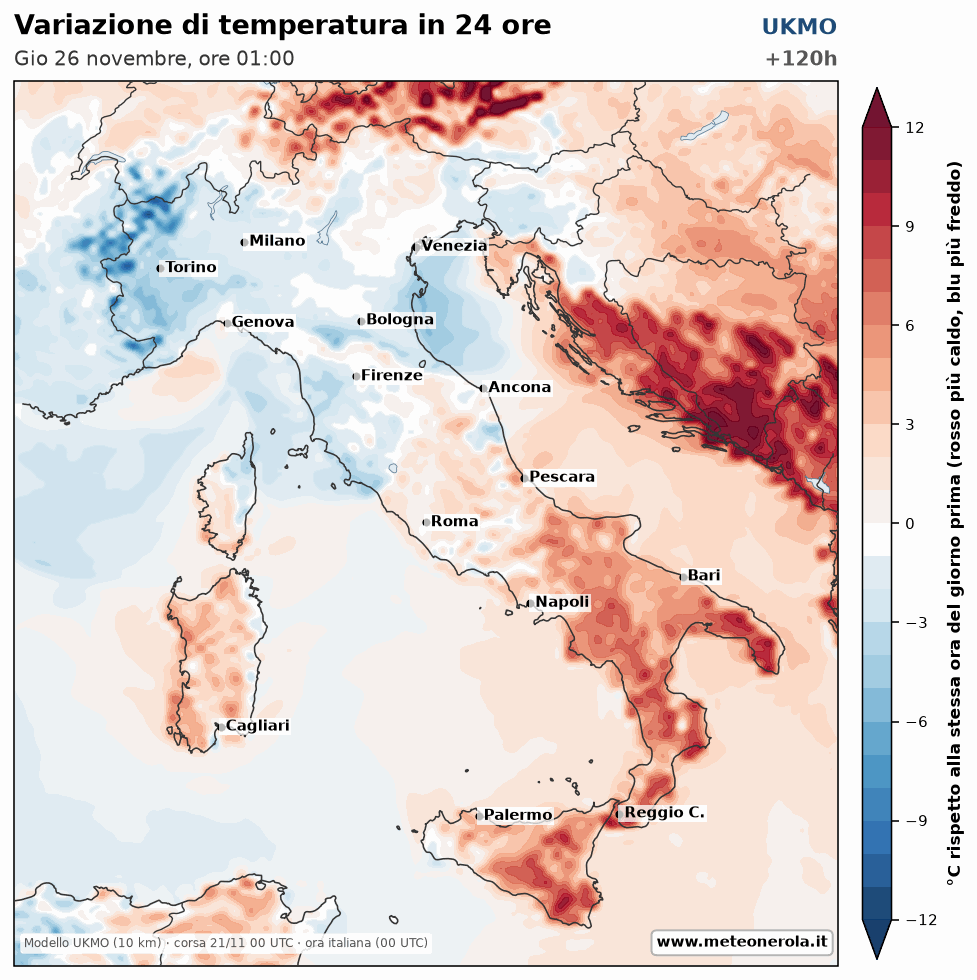 Variazione di temperatura in 24 ore
UKMO
Gio 26 novembre, ore 01:00
+120h
Milano
Venezia
Torino
Genova
Bologna
Firenze
Ancona
Pescara
Roma
Bari
Napoli
Cagliari
Palermo
Reggio C.
12
9
6
3
0
−3
−6
−9
−12
°C rispetto alla stessa ora del giorno prima (rosso più caldo, blu più freddo)
Modello UKMO (10 km) · corsa 21/11 00 UTC · ora italiana (00 UTC)
www.meteonerola.it